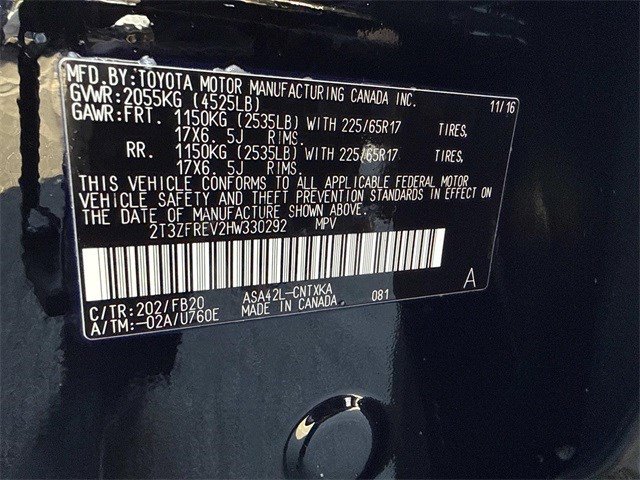 MFD.BY:TOYOTA MOTOR MANUFACTURING CANADA INC.
GVWR:2055KG (4525LB) 11/16
GAWR:FRT. 1150KG (2535LB) WITH 225/65R17 TIRES,
17X6. 5J RIMS.
RR. 1150KG (2535LB) WITH 225/65R17 TIRES,
17X6. 5J RIMS.
THIS VEHICLE CONFORMS TO ALL APPLICABLE FEDERAL MOTOR
VEHICLE SAFETY AND THEFT PREVENTION STANDARDS IN EFFECT ON
THE DATE OF MANUFACTURE SHOWN ABOVE.
2T3ZFREV2HW330292 MPV
A
C/TR:202/FB20 ASA42L-CNTXKA
A/TM:-02A/U760E MADE IN CANADA. 081